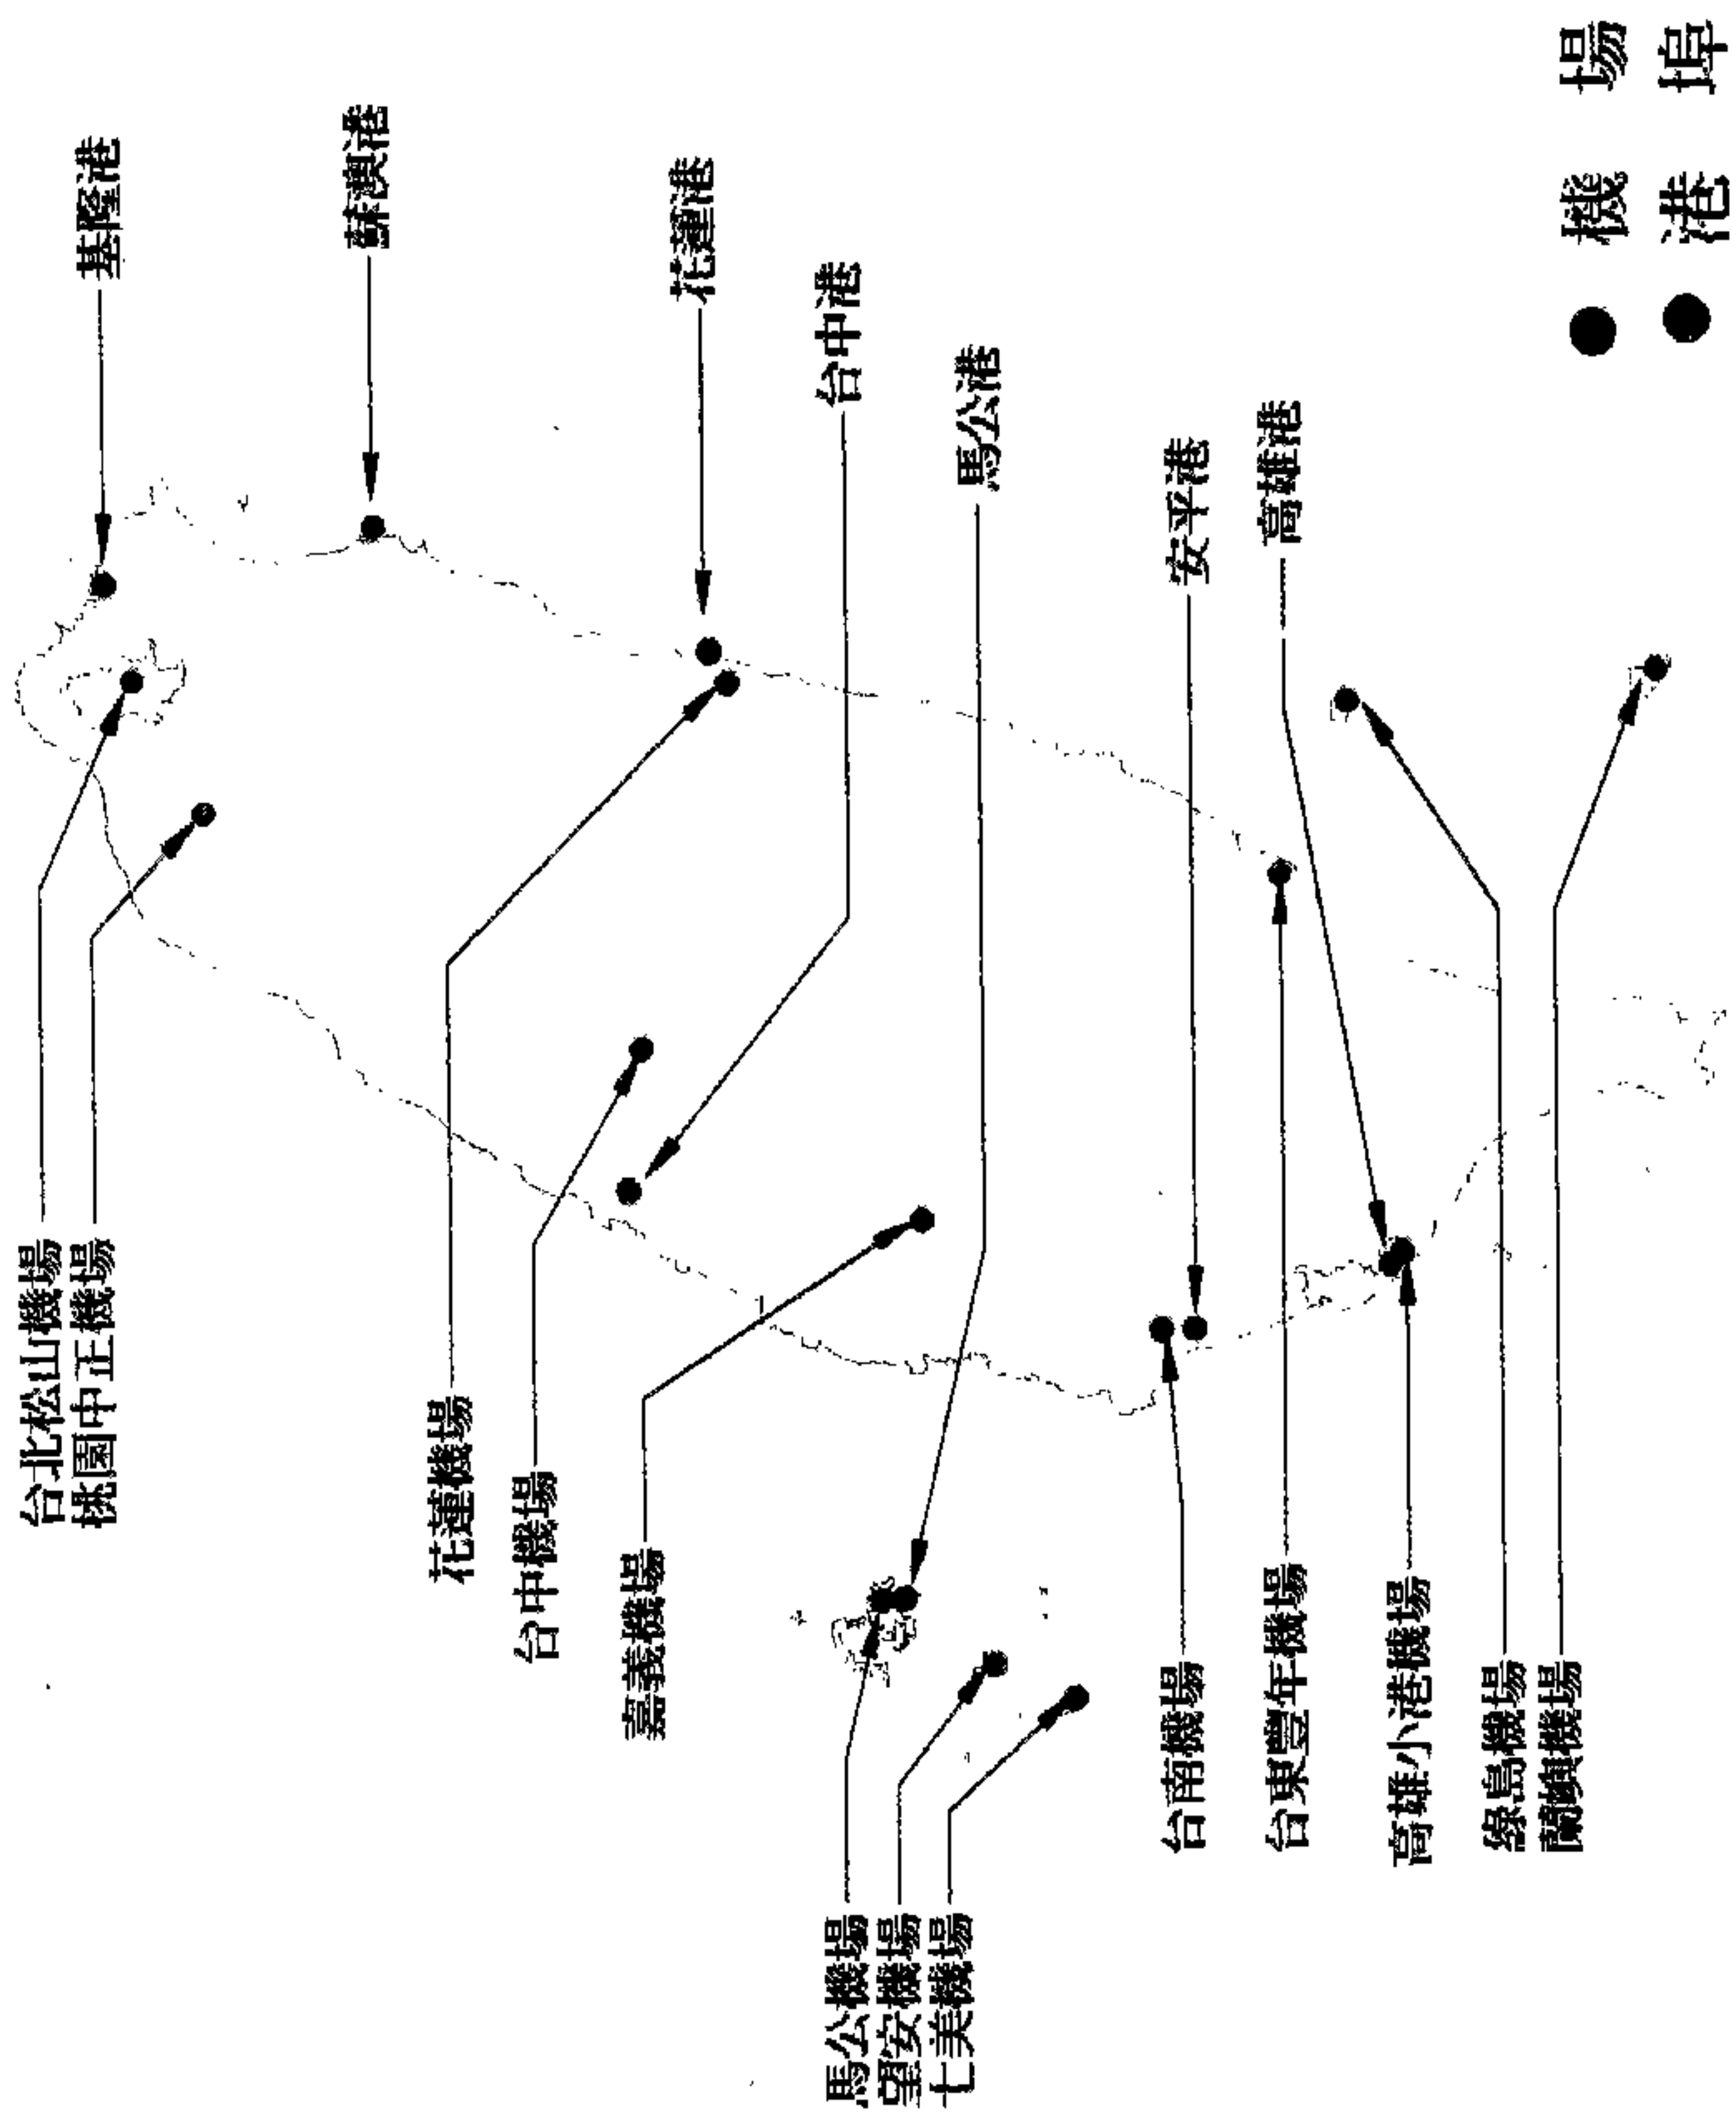 基隆港
蘇澳港
花蓮港
台中港
馬公港
安平港
高雄港
台北松山機場
桃園中正機場
花蓮機場
台中機場
嘉義機場
馬公機場
望安機場
七美機場
台南機場
台東豐年機場
高雄小港機場
綠島機場
蘭嶼機場
機場
港埠